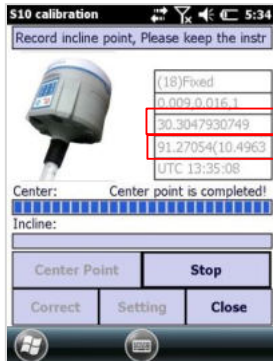 S10 calibration 5:34
Record incline point, Please keep the instr
(18)Fixed
0.009,0.016,1
30.3047930749
91.27054(10.4963
UTC 13:35:08
Center: Center point is completed!
Incline:
Center Point Stop
Correct Setting Close